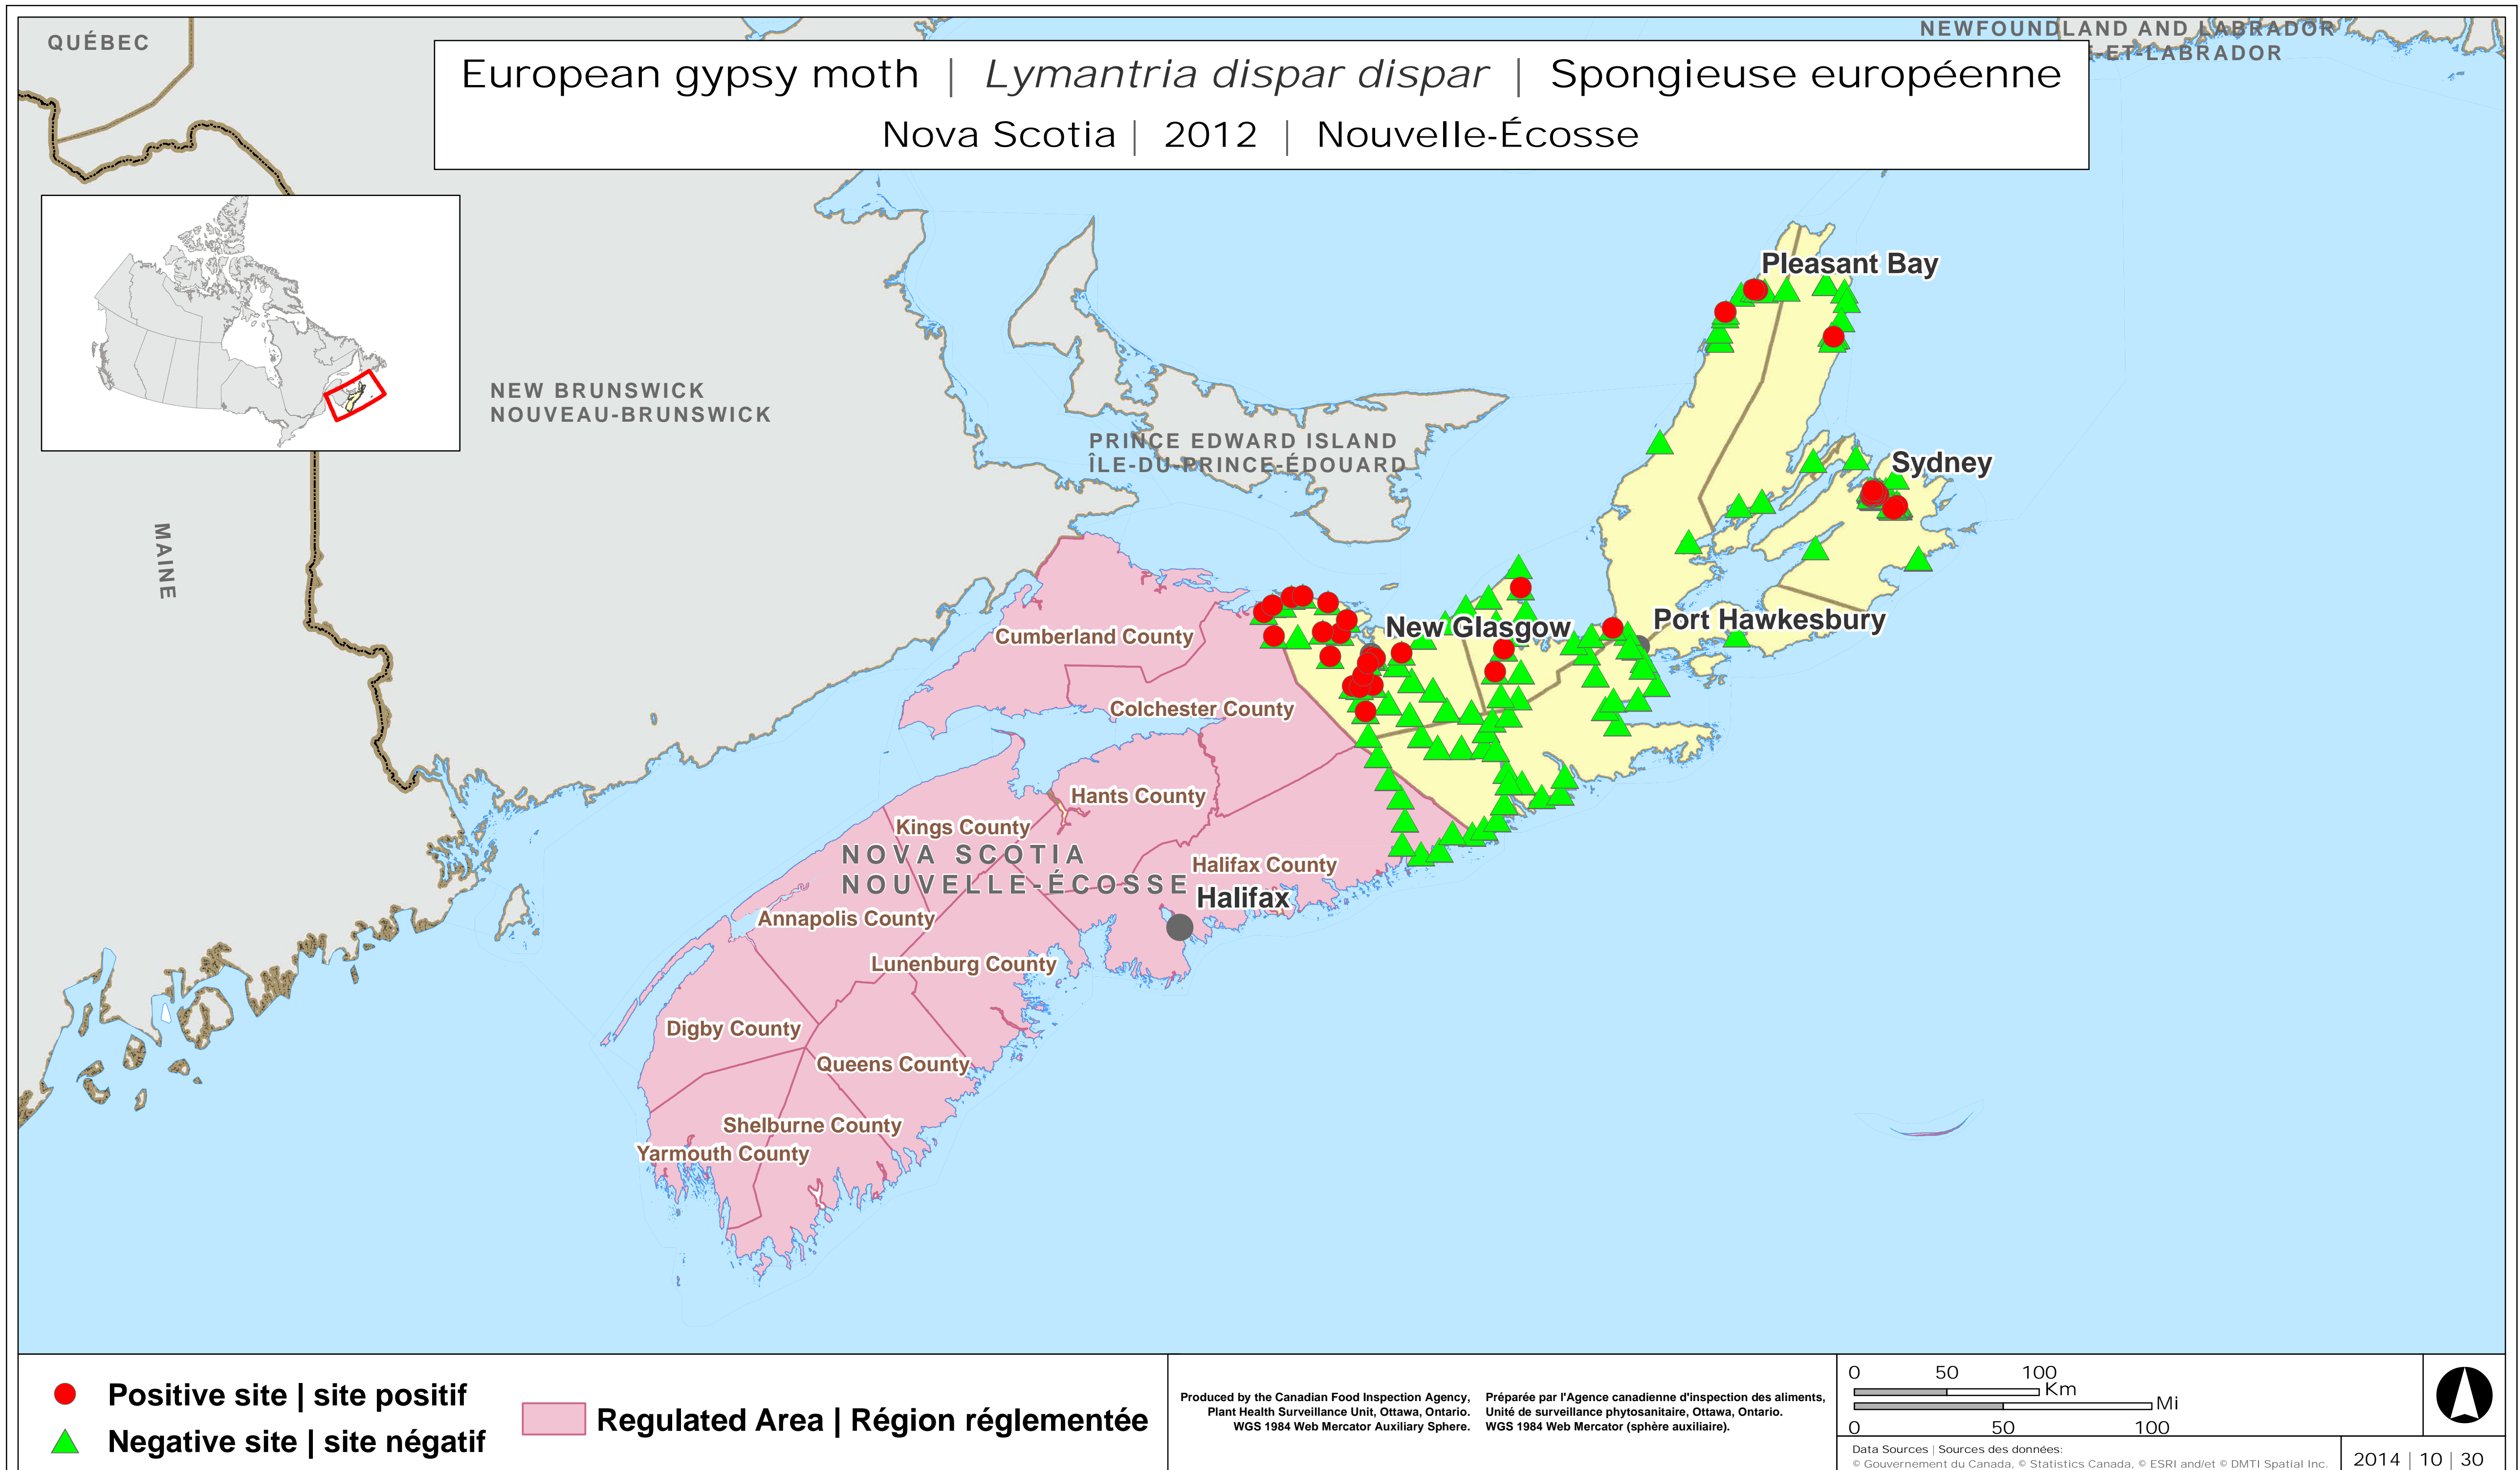 QUÉBEC
NEWFOUNDLAND AND LABRADOR
E-ET-LABRADOR
European gypsy moth | Lymantria dispar dispar | Spongieuse européenne
Nova Scotia | 2012 | Nouvelle-Écosse
Pleasant Bay
NEW BRUNSWICK
NOUVEAU-BRUNSWICK
PRINCE EDWARD ISLAND
ÎLE-DU-PRINCE-ÉDOUARD
Sydney
MAINE
Port Hawkesbury
New Glasgow
Cumberland County
Colchester County
Hants County
Kings County
NOVA SCOTIA
NOUVELLE-ÉCOSSE
Halifax County
Halifax
Annapolis County
Lunenburg County
Digby County
Queens County
Shelburne County
Yarmouth County
Positive site | site positif
Negative site | site négatif
Regulated Area | Région réglementée
Produced by the Canadian Food Inspection Agency,
Plant Health Surveillance Unit, Ottawa, Ontario.
WGS 1984 Web Mercator Auxiliary Sphere.
Préparée par l'Agence canadienne d'inspection des aliments,
Unité de surveillance phytosanitaire, Ottawa, Ontario.
WGS 1984 Web Mercator (sphère auxiliaire).
0 50 100
Km
Mi
0 50 100
Data Sources | Sources des données:
© Gouvernement du Canada, © Statistics Canada, © ESRI and/et © DMTI Spatial Inc.
2014 | 10 | 30